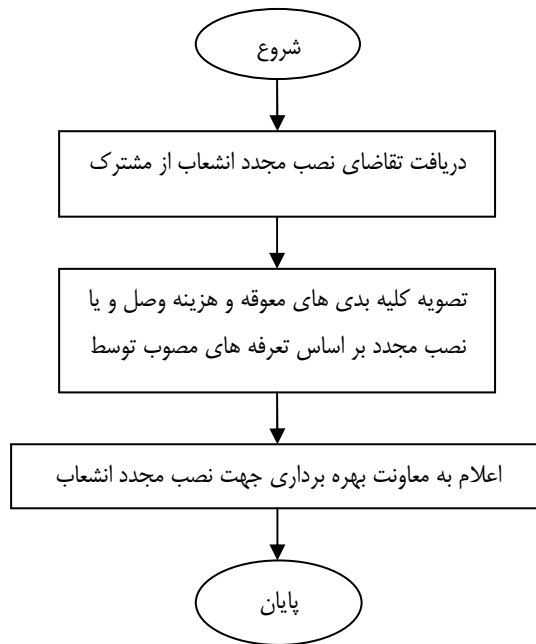 شروع
دریافت تقاضای نصب مجدد انشعاب از مشترک
تصویه کلیه بدی های معوقه و هزینه وصل و یا
نصب مجدد بر اساس تعرفه های مصوب توسط
اعلام به معاونت بهره برداری جهت نصب مجدد انشعاب
پایان